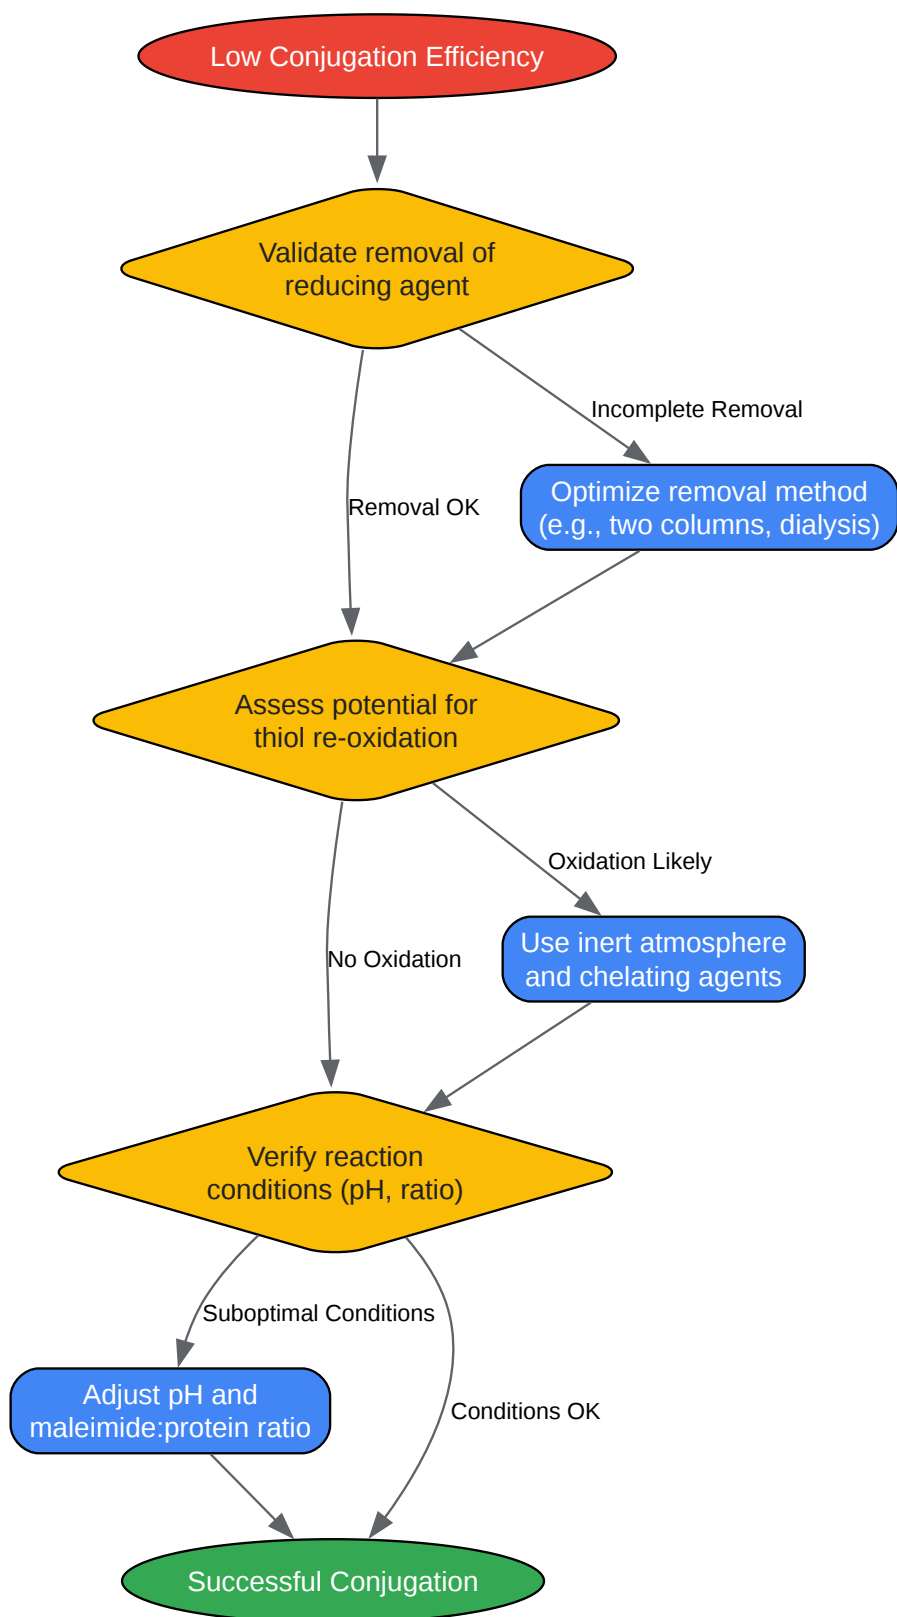 Low Conjugation Efficiency
Validate removal of
reducing agent
Incomplete Removal
Optimize removal method
(e.g., two columns, dialysis)
Removal OK
Assess potential for
thiol re-oxidation
Oxidation Likely
Use inert atmosphere
and chelating agents
No Oxidation
Verify reaction
conditions (pH, ratio)
Suboptimal Conditions
Adjust pH and
maleimide:protein ratio
Conditions OK
Successful Conjugation